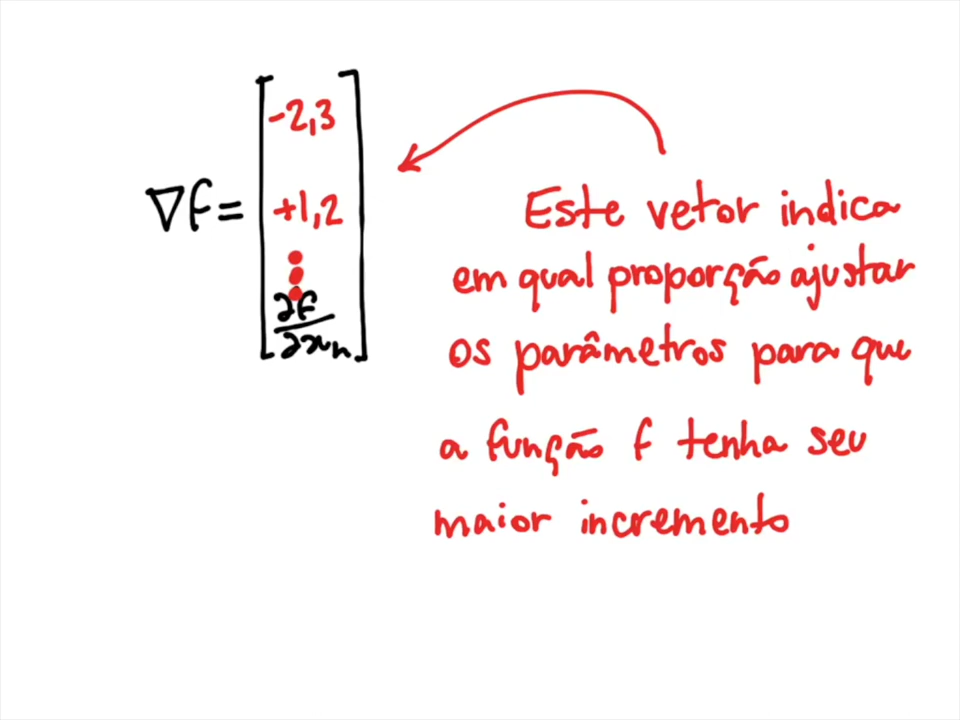 -2,3
∇f = +1,2
⋮
∂f
∂xn
Este vetor indica
em qual proporção ajustar
os parâmetros para que
a função f tenha seu
maior incremento